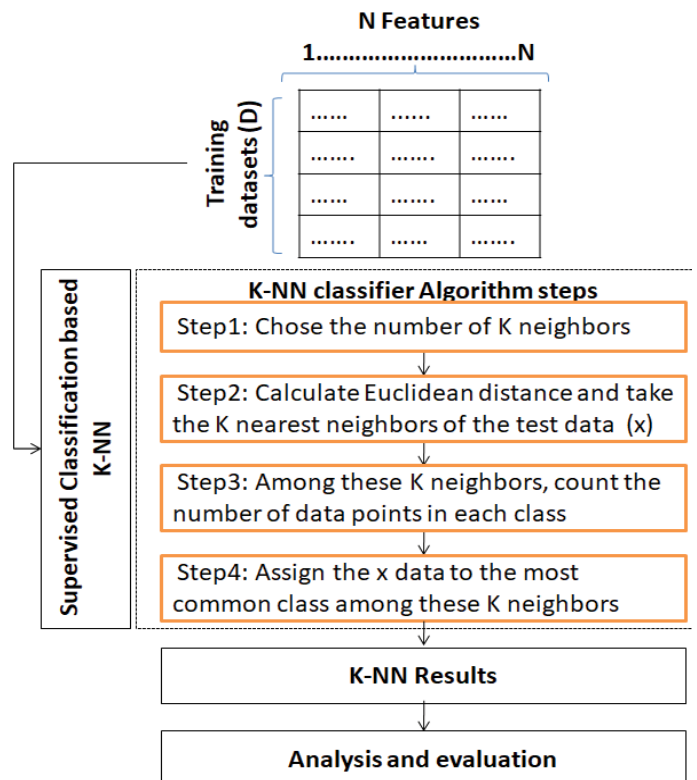 N Features
1................................N
Training
datasets (D)
...... ...... ......
....... ....... .......
...... ....... ......
....... ...... .......
Supervised Classification based
K-NN
K-NN classifier Algorithm steps
Step1: Chose the number of K neighbors
Step2: Calculate Euclidean distance and take
the K nearest neighbors of the test data (x)
Step3: Among these K neighbors, count the
number of data points in each class
Step4: Assign the x data to the most
common class among these K neighbors
K-NN Results
Analysis and evaluation